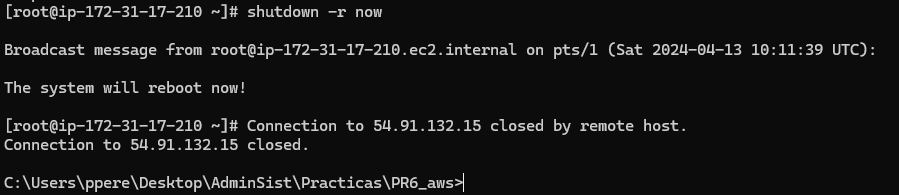 [root@ip-172-31-17-210 ~]# shutdown -r now
Broadcast message from root@ip-172-31-17-210.ec2.internal on pts/1 (Sat 2024-04-13 10:11:39 UTC):
The system will reboot now!
[root@ip-172-31-17-210 ~]# Connection to 54.91.132.15 closed by remote host.
Connection to 54.91.132.15 closed.
C:\Users\ppere\Desktop\AdminSist\Practicas\PR6_aws>